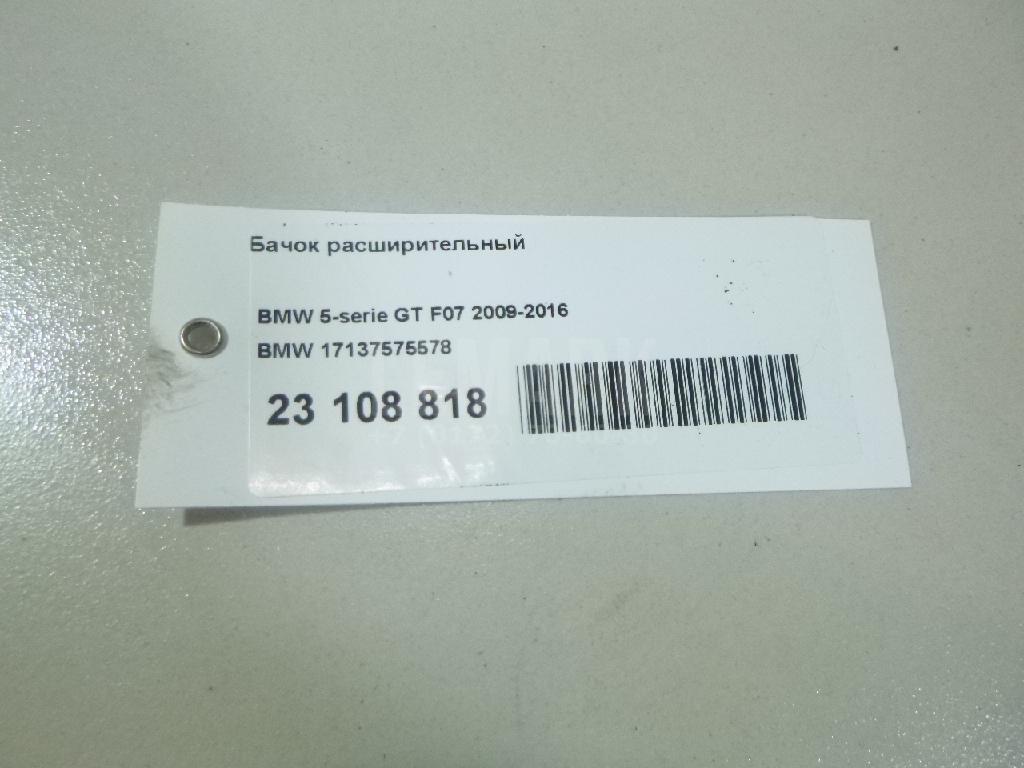 Бачок расширительный
BMW 5-serie GT F07 2009-2016
BMW 17137575578
23 108 818